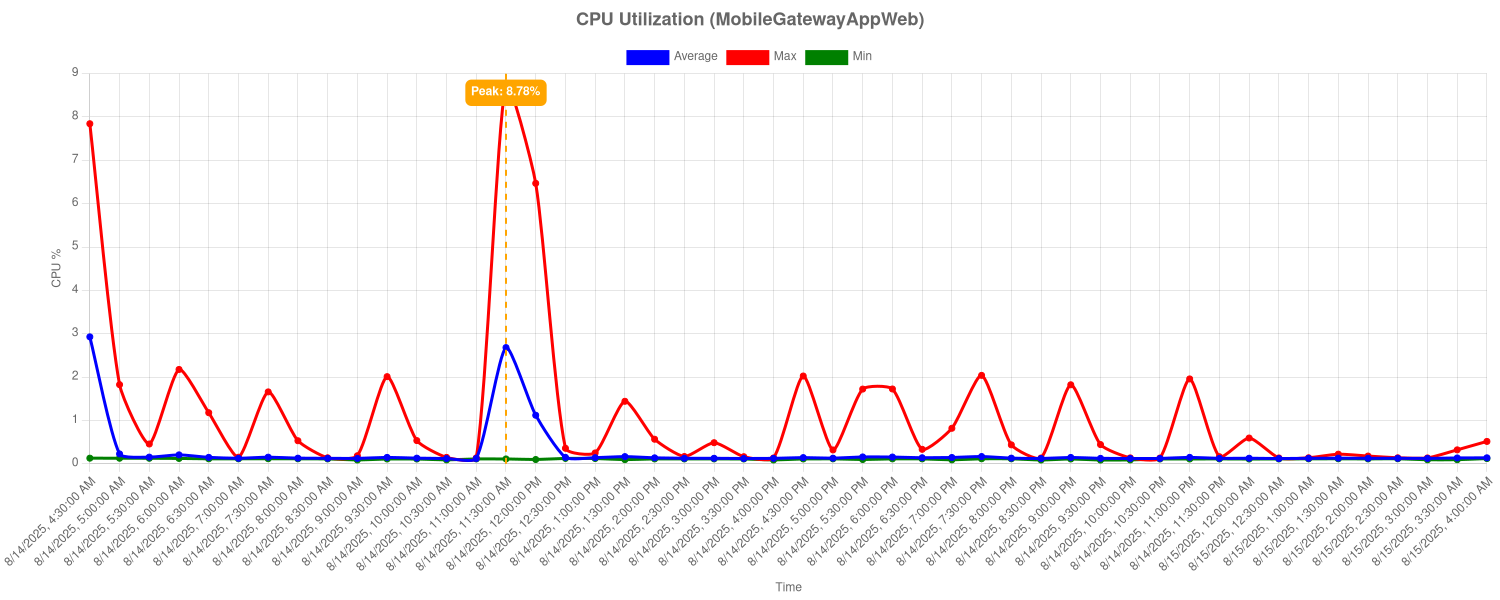 CPU Utilization (MobileGatewayAppWeb)
Average Max Min
Peak: 8.78%
9
8
7
6
5
4
3
2
1
0
CPU %
8/14/2025, 4:30:00 AM
8/14/2025, 5:00:00 AM
8/14/2025, 5:30:00 AM
8/14/2025, 6:00:00 AM
8/14/2025, 6:30:00 AM
8/14/2025, 7:00:00 AM
8/14/2025, 7:30:00 AM
8/14/2025, 8:00:00 AM
8/14/2025, 8:30:00 AM
8/14/2025, 9:00:00 AM
8/14/2025, 9:30:00 AM
8/14/2025, 10:00:00 AM
8/14/2025, 10:30:00 AM
8/14/2025, 11:00:00 AM
8/14/2025, 11:30:00 AM
8/14/2025, 12:00:00 PM
8/14/2025, 12:30:00 PM
8/14/2025, 1:00:00 PM
8/14/2025, 1:30:00 PM
8/14/2025, 2:00:00 PM
8/14/2025, 2:30:00 PM
8/14/2025, 3:00:00 PM
8/14/2025, 3:30:00 PM
8/14/2025, 4:00:00 PM
8/14/2025, 4:30:00 PM
8/14/2025, 5:00:00 PM
8/14/2025, 5:30:00 PM
8/14/2025, 6:00:00 PM
8/14/2025, 6:30:00 PM
8/14/2025, 7:00:00 PM
8/14/2025, 7:30:00 PM
8/14/2025, 8:00:00 PM
8/14/2025, 8:30:00 PM
8/14/2025, 9:00:00 PM
8/14/2025, 9:30:00 PM
8/14/2025, 10:00:00 PM
8/14/2025, 10:30:00 PM
8/14/2025, 11:00:00 PM
8/14/2025, 11:30:00 PM
8/15/2025, 12:00:00 AM
8/15/2025, 12:30:00 AM
8/15/2025, 1:00:00 AM
8/15/2025, 1:30:00 AM
8/15/2025, 2:00:00 AM
8/15/2025, 2:30:00 AM
8/15/2025, 3:00:00 AM
8/15/2025, 3:30:00 AM
8/15/2025, 4:00:00 AM
Time